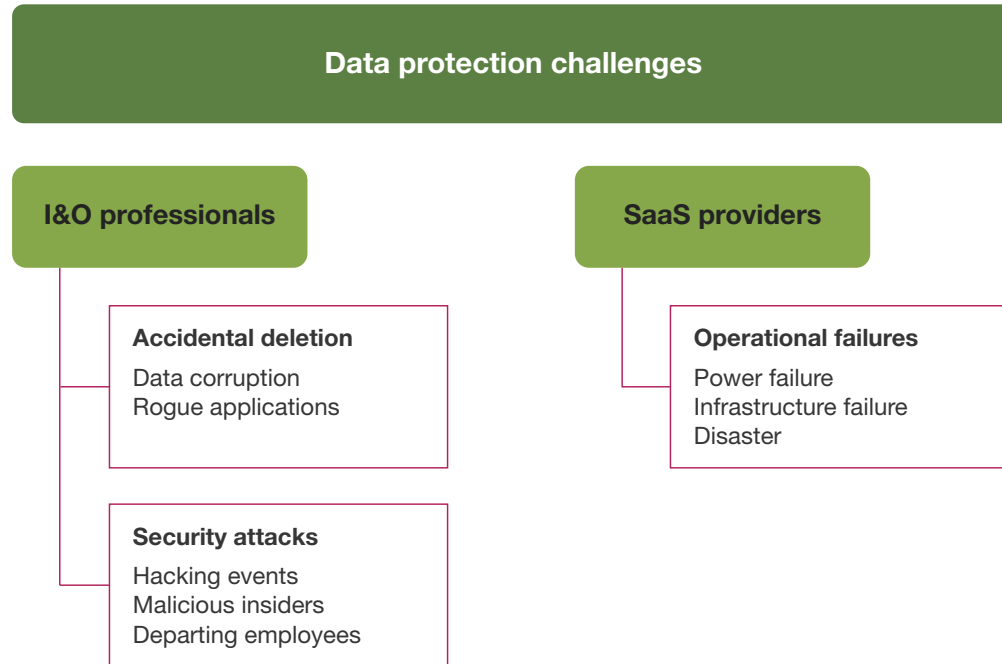 Data protection challenges
I&O professionals
Accidental deletion
Data corruption
Rogue applications
Security attacks
Hacking events
Malicious insiders
Departing employees
SaaS providers
Operational failures
Power failure
Infrastructure failure
Disaster